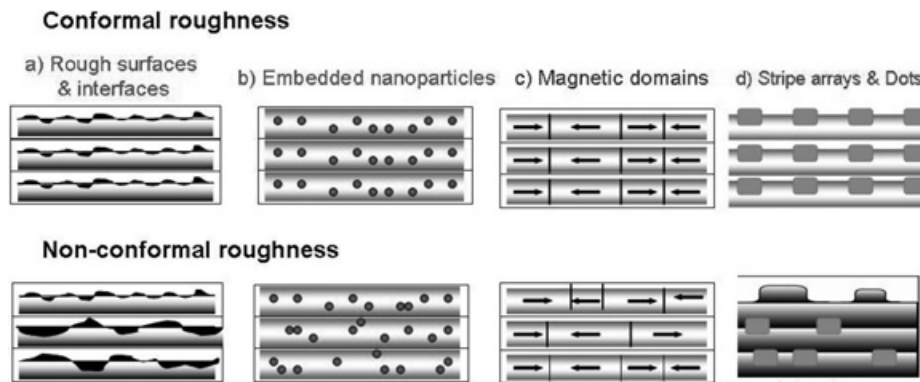 Conformal roughness
a) Rough surfaces
& interfaces
b) Embedded nanoparticles
c) Magnetic domains
d) Stripe arrays & Dots
Non-conformal roughness